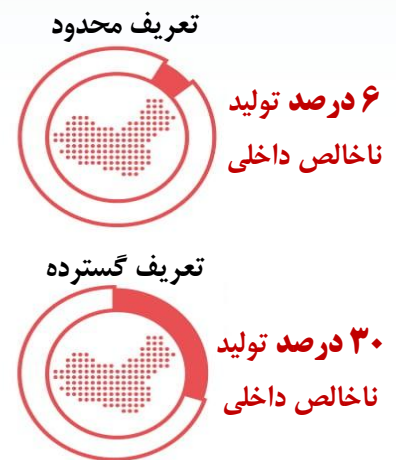 تعریف محدود
۶ درصد تولید
ناخالص داخلی
تعریف گسترده
۳۰ درصد تولید
ناخالص داخلی